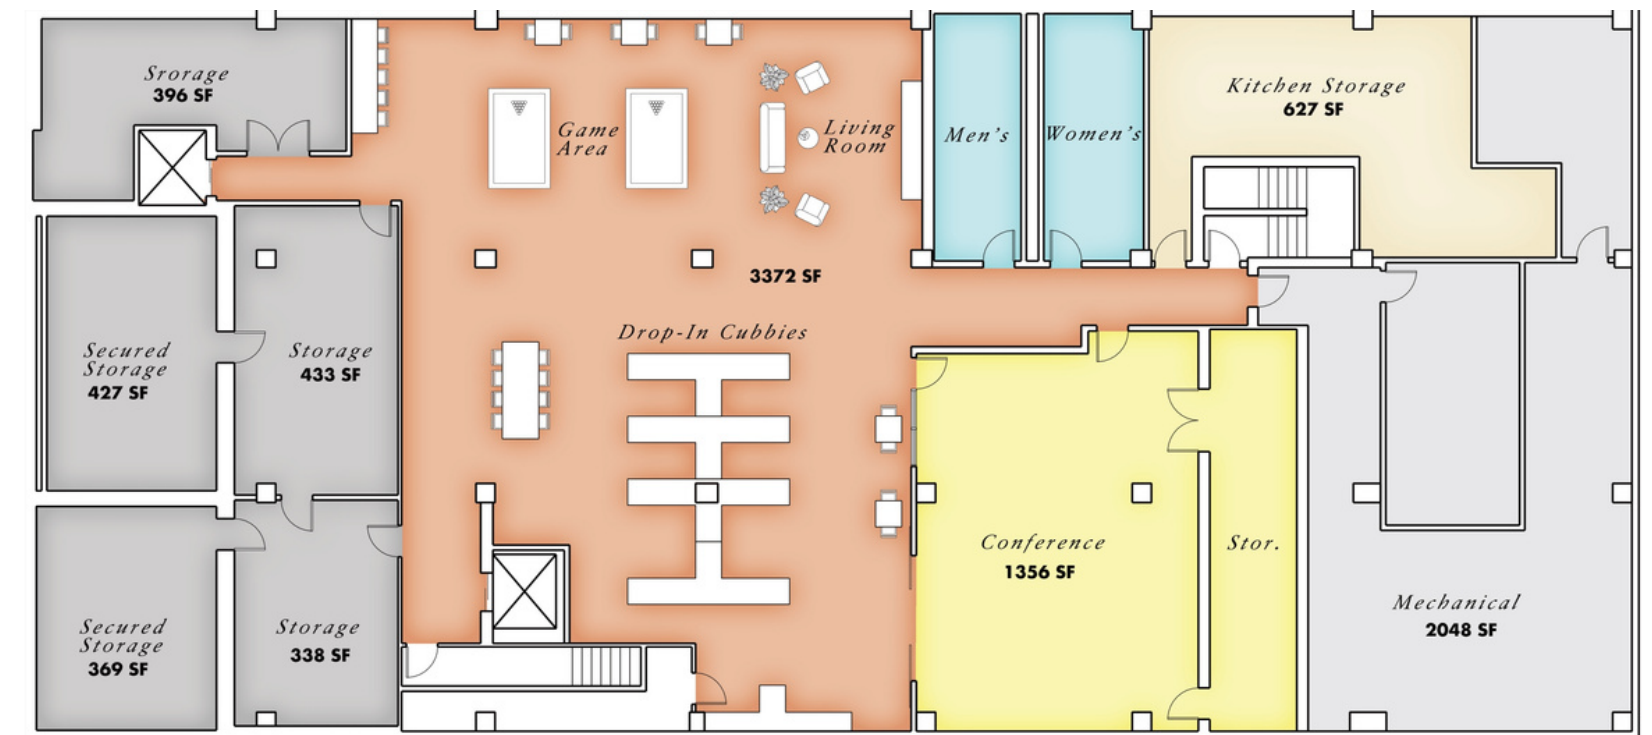 Srorage
396 SF
Game
Area
Living
Room
Men's
Women's
Kitchen Storage
627 SF
3372 SF
Drop-In Cubbies
Secured
Storage
427 SF
Storage
433 SF
Conference
1356 SF
Stor.
Mechanical
2048 SF
Secured
Storage
369 SF
Storage
338 SF